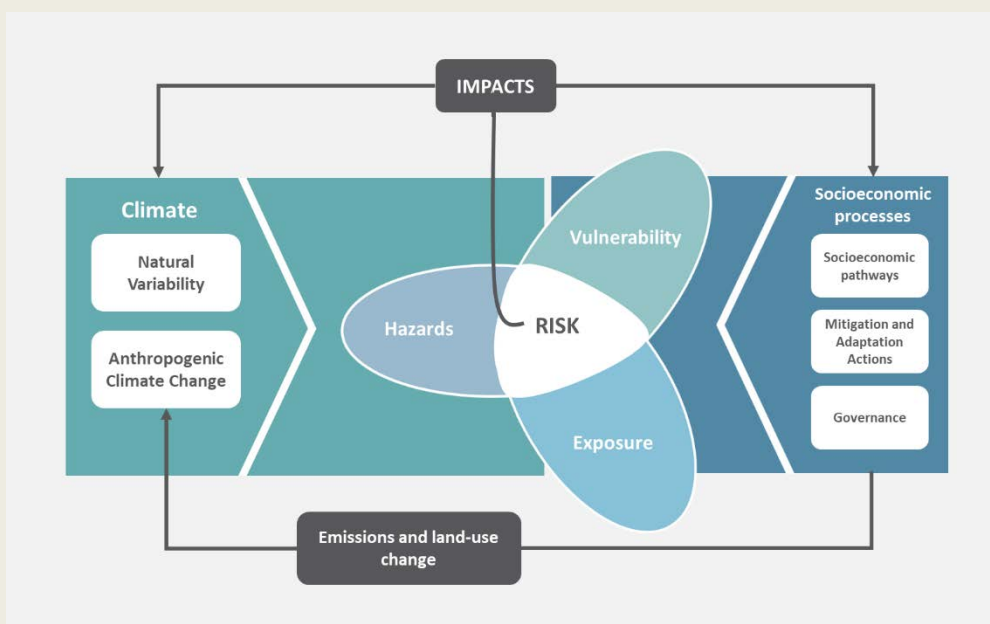 IMPACTS
Climate
Natural
Variability
Anthropogenic
Climate Change
Hazards
Vulnerability
RISK
Exposure
Socioeconomic
processes
Socioeconomic
pathways
Mitigation and
Adaptation
Actions
Governance
Emissions and land-use
change